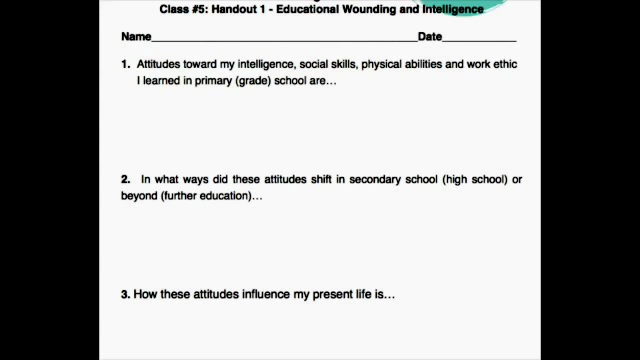 Class #5: Handout 1 - Educational Wounding and Intelligence
Name____________________________________________Date____________
1. Attitudes toward my intelligence, social skills, physical abilities and work ethic
I learned in primary (grade) school are…
2. In what ways did these attitudes shift in secondary school (high school) or
beyond (further education)…
3. How these attitudes influence my present life is…